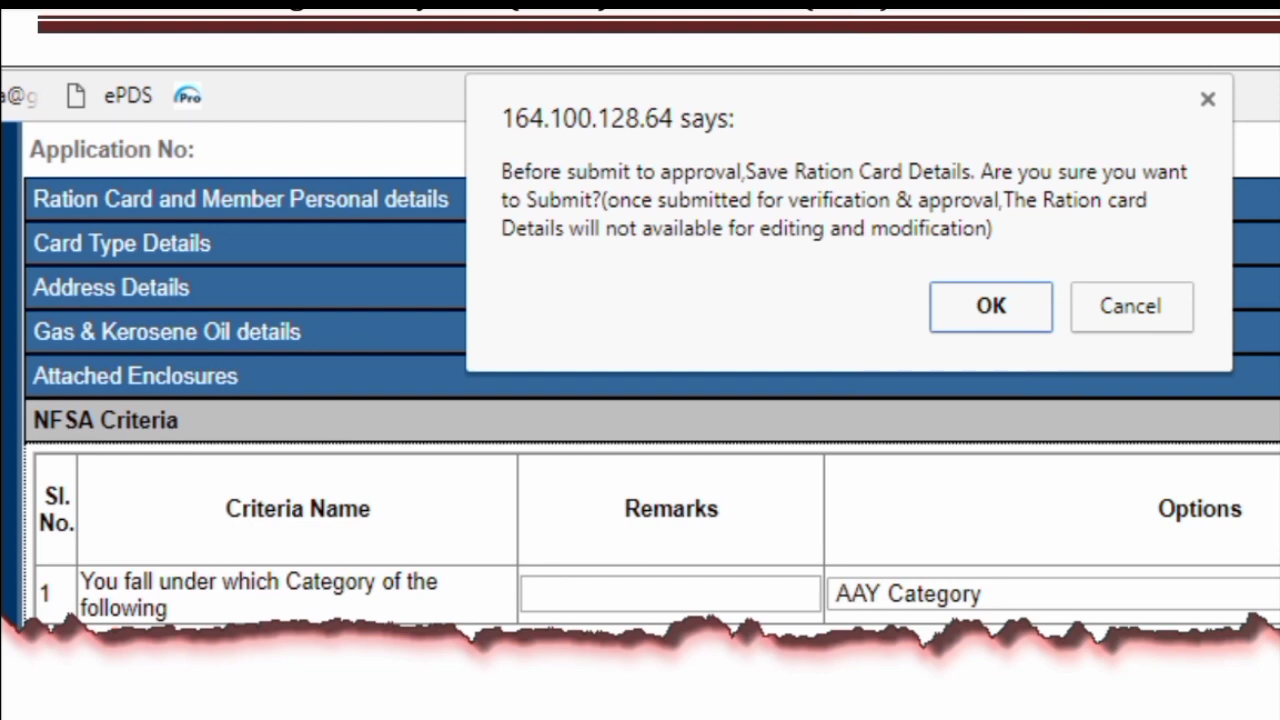 a@g ePDS Pro
164.100.128.64 says:
Before submit to approval,Save Ration Card Details. Are you sure you want
to Submit?(once submitted for verification & approval,The Ration card
Details will not available for editing and modification)
OK Cancel
Application No:
Ration Card and Member Personal details
Card Type Details
Address Details
Gas & Kerosene Oil details
Attached Enclosures
NFSA Criteria
Sl.
No.
Criteria Name
Remarks
Options
1
You fall under which Category of the
following
AAY Category